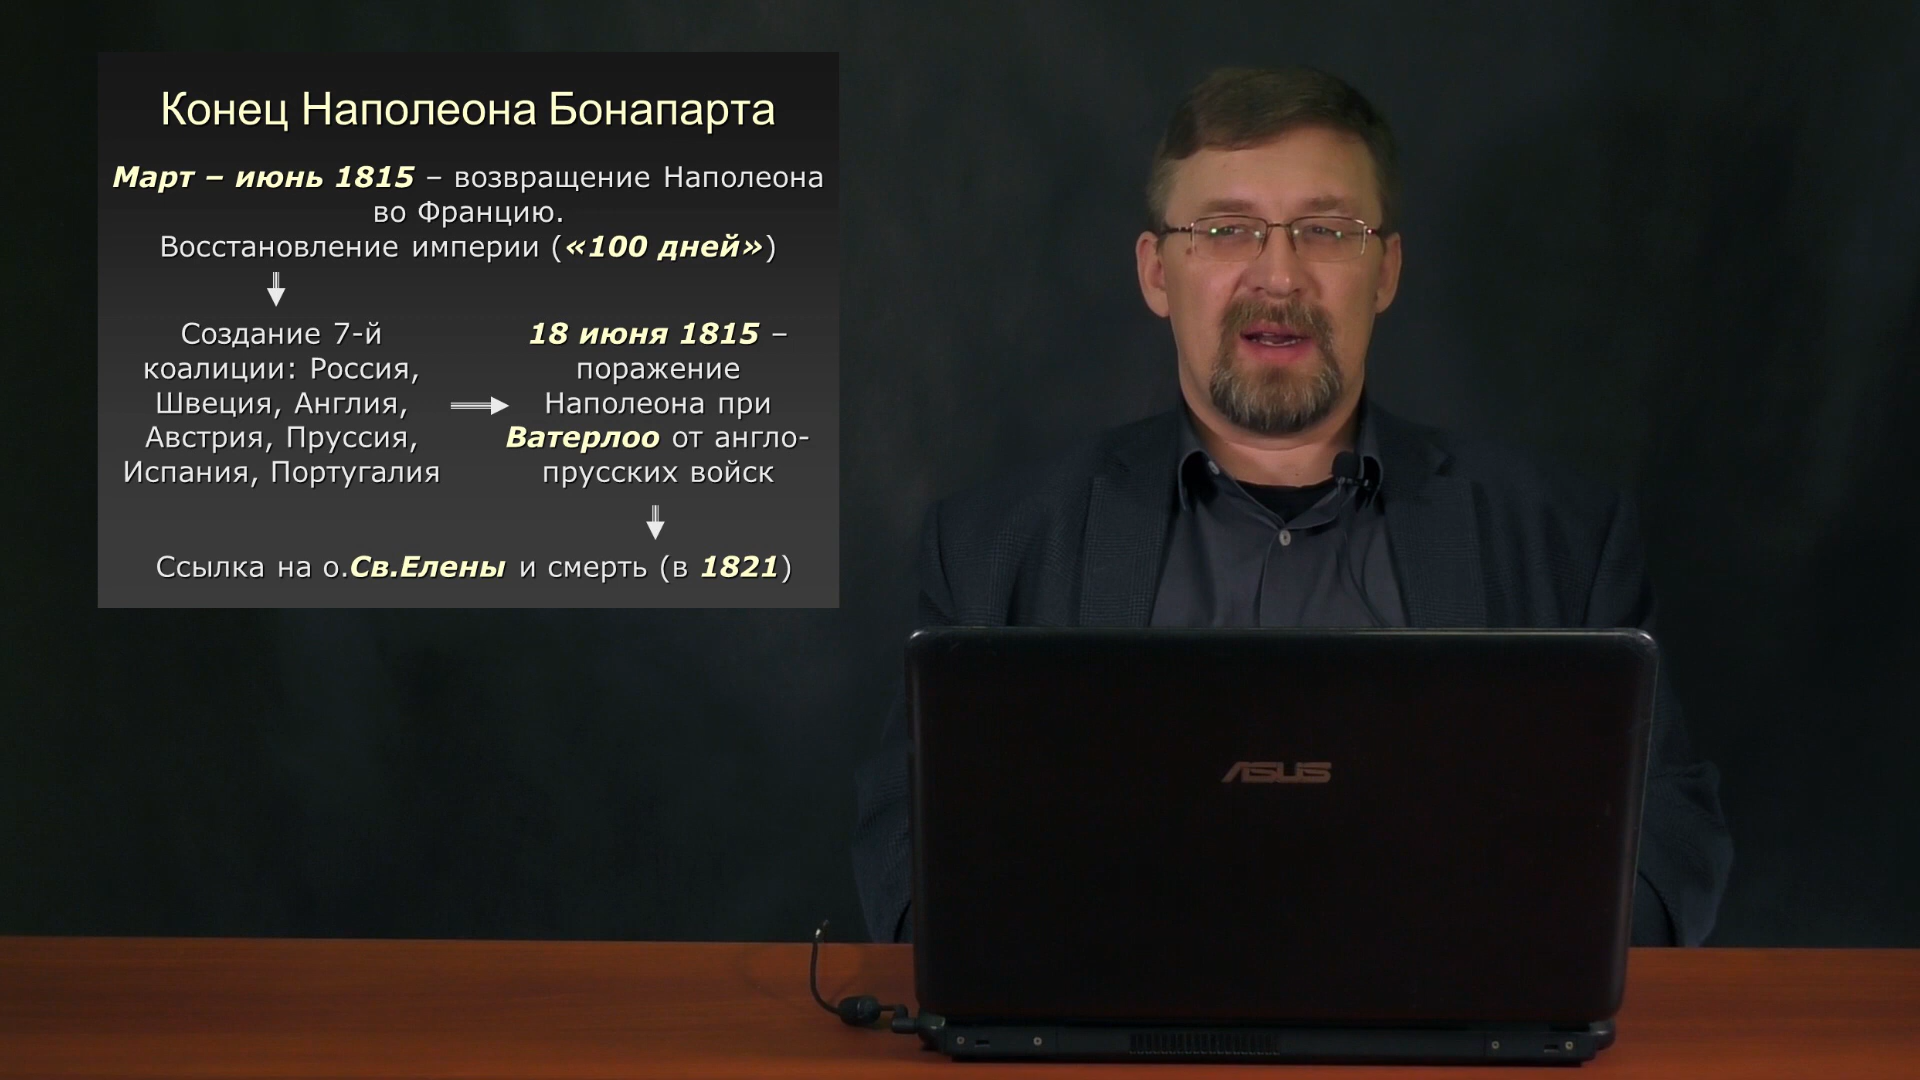 Конец Наполеона Бонапарта
Март – июнь 1815 – возвращение Наполеона
во Францию.
Восстановление империи («100 дней»)
Создание 7-й
коалиции: Россия,
Швеция, Англия,
Австрия, Пруссия,
Испания, Португалия
18 июня 1815 –
поражение
Наполеона при
Ватерлоо от англо-
прусских войск
Ссылка на о.Св.Елены и смерть (в 1821)
ASUS